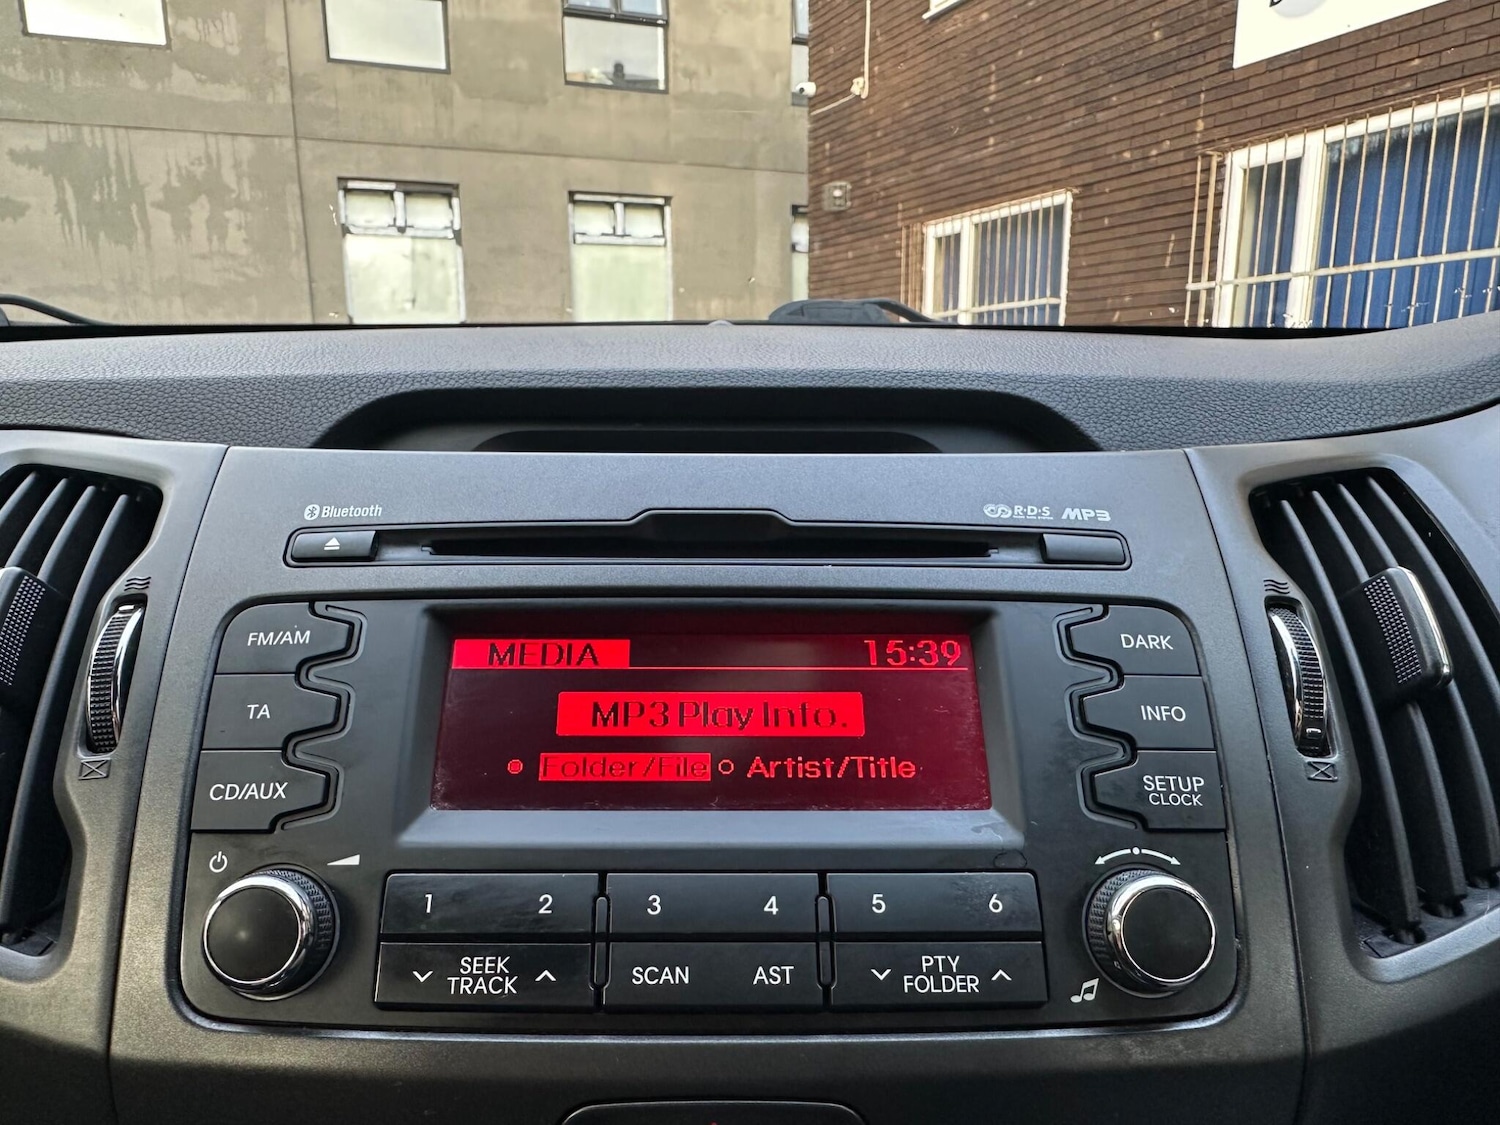 Bluetooth
R·D·S
MP3
FM/AM
TA
CD/AUX
MEDIA
15:39
MP3 Play Info.
Folder/File
Artist/Title
DARK
INFO
SETUP
CLOCK
1
2
3
4
5
6
SEEK
TRACK
SCAN
AST
PTY
FOLDER